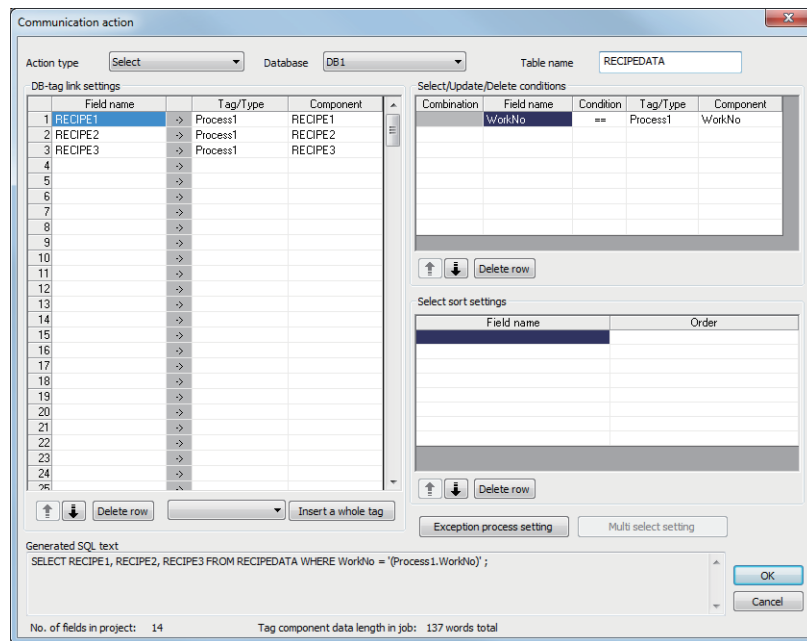 Communication action
Action type Select Database DB1 Table name RECIPEDATA
DB-tag link settings
Field name -> Tag/Type Component
1 RECIPE1 -> Process1 RECIPE1
2 RECIPE2 -> Process1 RECIPE2
3 RECIPE3 -> Process1 RECIPE3
4 ->
5 ->
6 ->
7 ->
8 ->
9 ->
10 ->
11 ->
12 ->
13 ->
14 ->
15 ->
16 ->
17 ->
18 ->
19 ->
20 ->
21 ->
22 ->
23 ->
24 ->
25 ->
Delete row Insert a whole tag
Select/Update/Delete conditions
Combination Field name Condition Tag/Type Component
WorkNo == Process1 WorkNo
Delete row
Select sort settings
Field name Order
Delete row
Exception process setting Multi select setting
Generated SQL text
SELECT RECIPE1, RECIPE2, RECIPE3 FROM RECIPEDATA WHERE WorkNo = '(Process1.WorkNo)' ;
OK
Cancel
No. of fields in project: 14 Tag component data length in job: 137 words total